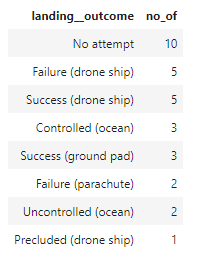 landing__outcome no_of
No attempt 10
Failure (drone ship) 5
Success (drone ship) 5
Controlled (ocean) 3
Success (ground pad) 3
Failure (parachute) 2
Uncontrolled (ocean) 2
Precluded (drone ship) 1